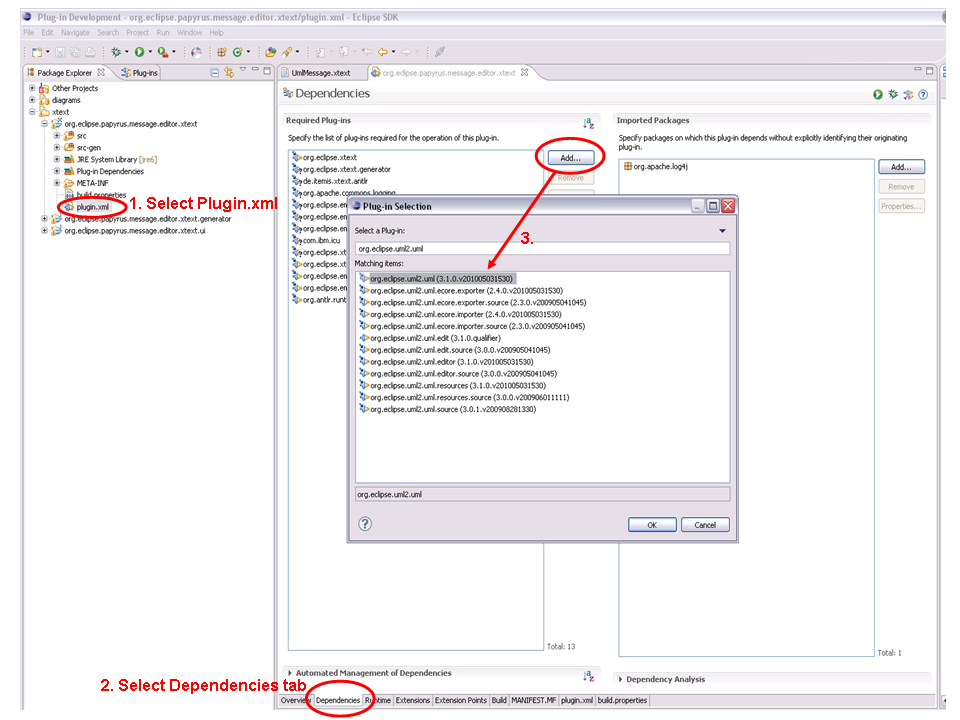 Plug-in Development - org.eclipse.papyrus.message.editor.xtext/plugin.xml - Eclipse SDK
File Edit Navigate Search Project Run Window Help
Package Explorer Plug-ins
UmlMessage.xtext org.eclipse.papyrus.message.editor.xtext
Other Projects
diagrams
xtext
org.eclipse.papyrus.message.editor.xtext
src
src-gen
JRE System Library [jre6]
Plug-in Dependencies
META-INF
build.properties
plugin.xml
org.eclipse.papyrus.message.editor.xtext.generator
org.eclipse.papyrus.message.editor.xtext.ui
1. Select Plugin.xml
Dependencies
Required Plug-ins
Specify the list of plug-ins required for the operation of this plug-in.
org.eclipse.xtext
org.eclipse.xtext.generator
de.itemis.xtext.antlr
org.apache.commons.logging
org.eclipse.en
org.eclipse.en
org.eclipse.en
com.ibm.icu
org.eclipse.xt
org.eclipse.xt
org.eclipse.en
org.eclipse.en
org.antlr.runt
Add...
Remove
Total: 13
Imported Packages
Specify packages on which this plug-in depends without explicitly identifying their originating
plug-in.
org.apache.log4j
Add...
Remove
Properties...
Total: 1
3.
Plug-in Selection
Select a Plug-in:
org.eclipse.uml2.uml
Matching items:
org.eclipse.uml2.uml (3.1.0.v201005031530)
org.eclipse.uml2.uml.ecore.exporter (2.4.0.v201005031530)
org.eclipse.uml2.uml.ecore.exporter.source (2.3.0.v200905041045)
org.eclipse.uml2.uml.ecore.importer (2.4.0.v201005031530)
org.eclipse.uml2.uml.ecore.importer.source (2.3.0.v200905041045)
org.eclipse.uml2.uml.edit (3.1.0.qualifier)
org.eclipse.uml2.uml.edit.source (3.0.0.v200905041045)
org.eclipse.uml2.uml.editor (3.1.0.v201005031530)
org.eclipse.uml2.uml.editor.source (3.0.0.v200905041045)
org.eclipse.uml2.uml.resources (3.1.0.v201005031530)
org.eclipse.uml2.uml.resources.source (3.0.0.v200906011111)
org.eclipse.uml2.uml.source (3.0.1.v200908281330)
org.eclipse.uml2.uml
OK Cancel
Automated Management of Dependencies
Dependency Analysis
2. Select Dependencies tab
Overview Dependencies Runtime Extensions Extension Points Build MANIFEST.MF plugin.xml build.properties